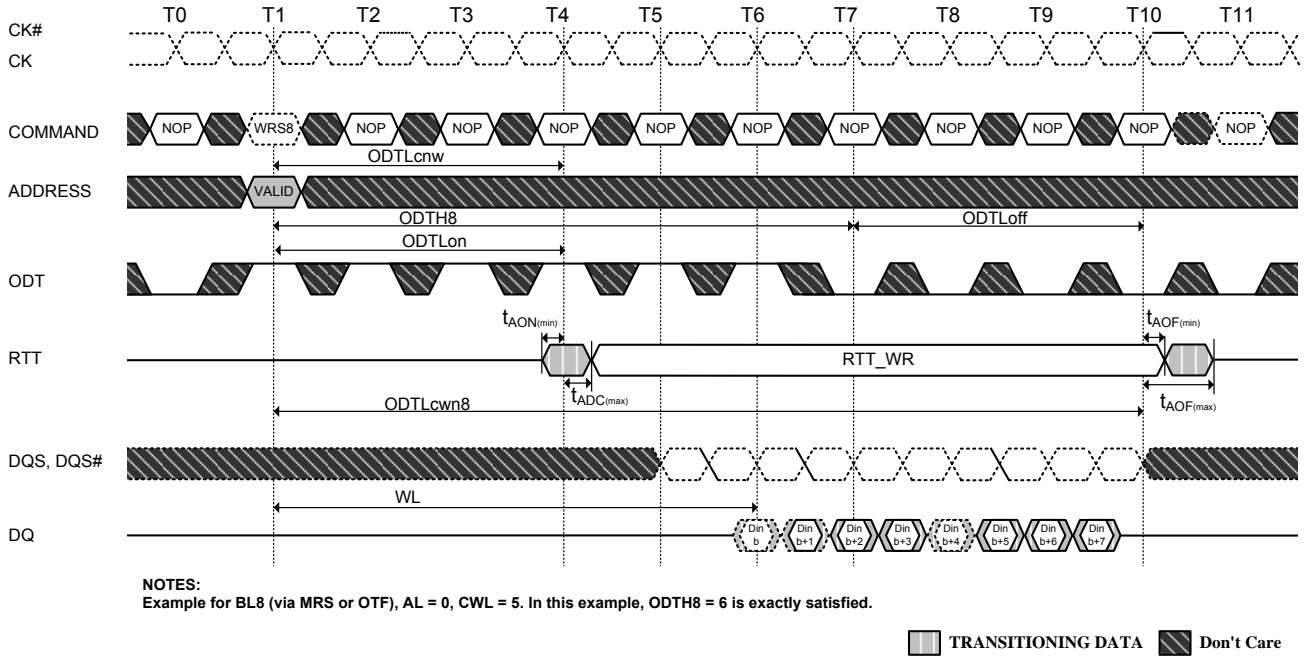 T0 T1 T2 T3 T4 T5 T6 T7 T8 T9 T10 T11
CK#
CK
COMMAND NOP WRS8 NOP NOP NOP NOP NOP NOP NOP NOP NOP NOP
ODTLcnw
ADDRESS VALID
ODTH8 ODTLoff
ODTLon
ODT
tAON(min) tAOF(min)
RTT RTT_WR
tADC(max) tAOF(max)
ODTLcwn8
DQS, DQS#
WL
DQ Din b Din b+1 Din b+2 Din b+3 Din b+4 Din b+5 Din b+6 Din b+7
NOTES:
Example for BL8 (via MRS or OTF), AL = 0, CWL = 5. In this example, ODTH8 = 6 is exactly satisfied.
TRANSITIONING DATA Don't Care